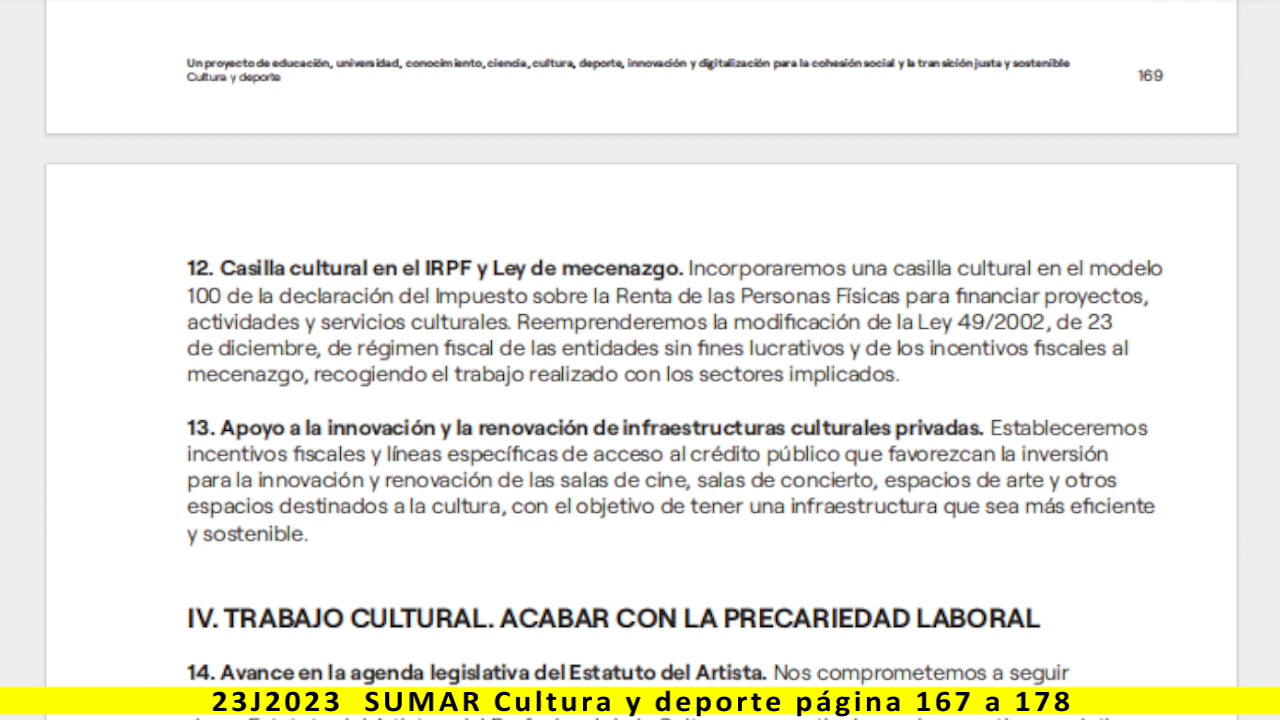 Un proyecto de educación, universidad, conocimiento, ciencia, cultura, deporte, innovación y digitalización para la cohesión social y la transición justa y sostenible
Cultura y deporte
169
12. Casilla cultural en el IRPF y Ley de mecenazgo. Incorporaremos una casilla cultural en el modelo
100 de la declaración del Impuesto sobre la Renta de las Personas Físicas para financiar proyectos,
actividades y servicios culturales. Reemprenderemos la modificación de la Ley 49/2002, de 23
de diciembre, de régimen fiscal de las entidades sin fines lucrativos y de los incentivos fiscales al
mecenazgo, recogiendo el trabajo realizado con los sectores implicados.
13. Apoyo a la innovación y la renovación de infraestructuras culturales privadas. Estableceremos
incentivos fiscales y líneas específicas de acceso al crédito público que favorezcan la inversión
para la innovación y renovación de las salas de cine, salas de concierto, espacios de arte y otros
espacios destinados a la cultura, con el objetivo de tener una infraestructura que sea más eficiente
y sostenible.
IV. TRABAJO CULTURAL. ACABAR CON LA PRECARIEDAD LABORAL
14. Avance en la agenda legislativa del Estatuto del Artista. Nos comprometemos a seguir
23J2023 SUMAR Cultura y deporte página 167 a 178